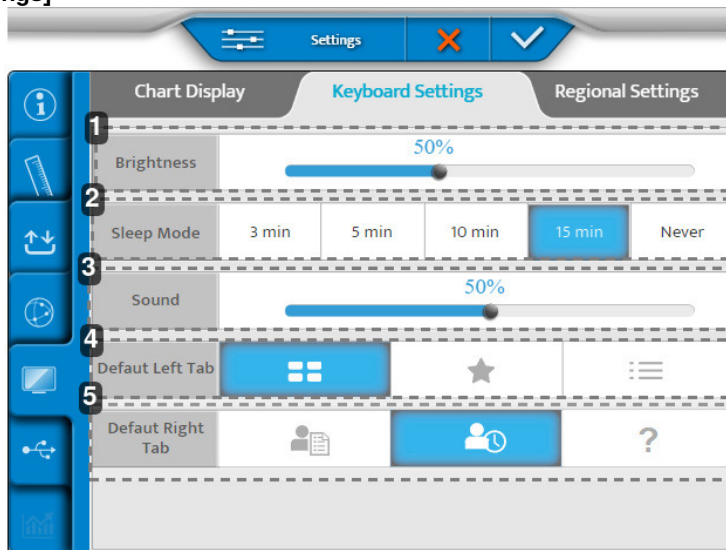 ngs]
Settings
Chart Display Keyboard Settings Regional Settings
1
50%
Brightness
2
Sleep Mode 3 min 5 min 10 min 15 min Never
3
50%
Sound
4
Defaut Left Tab
5
Defaut Right
Tab ?